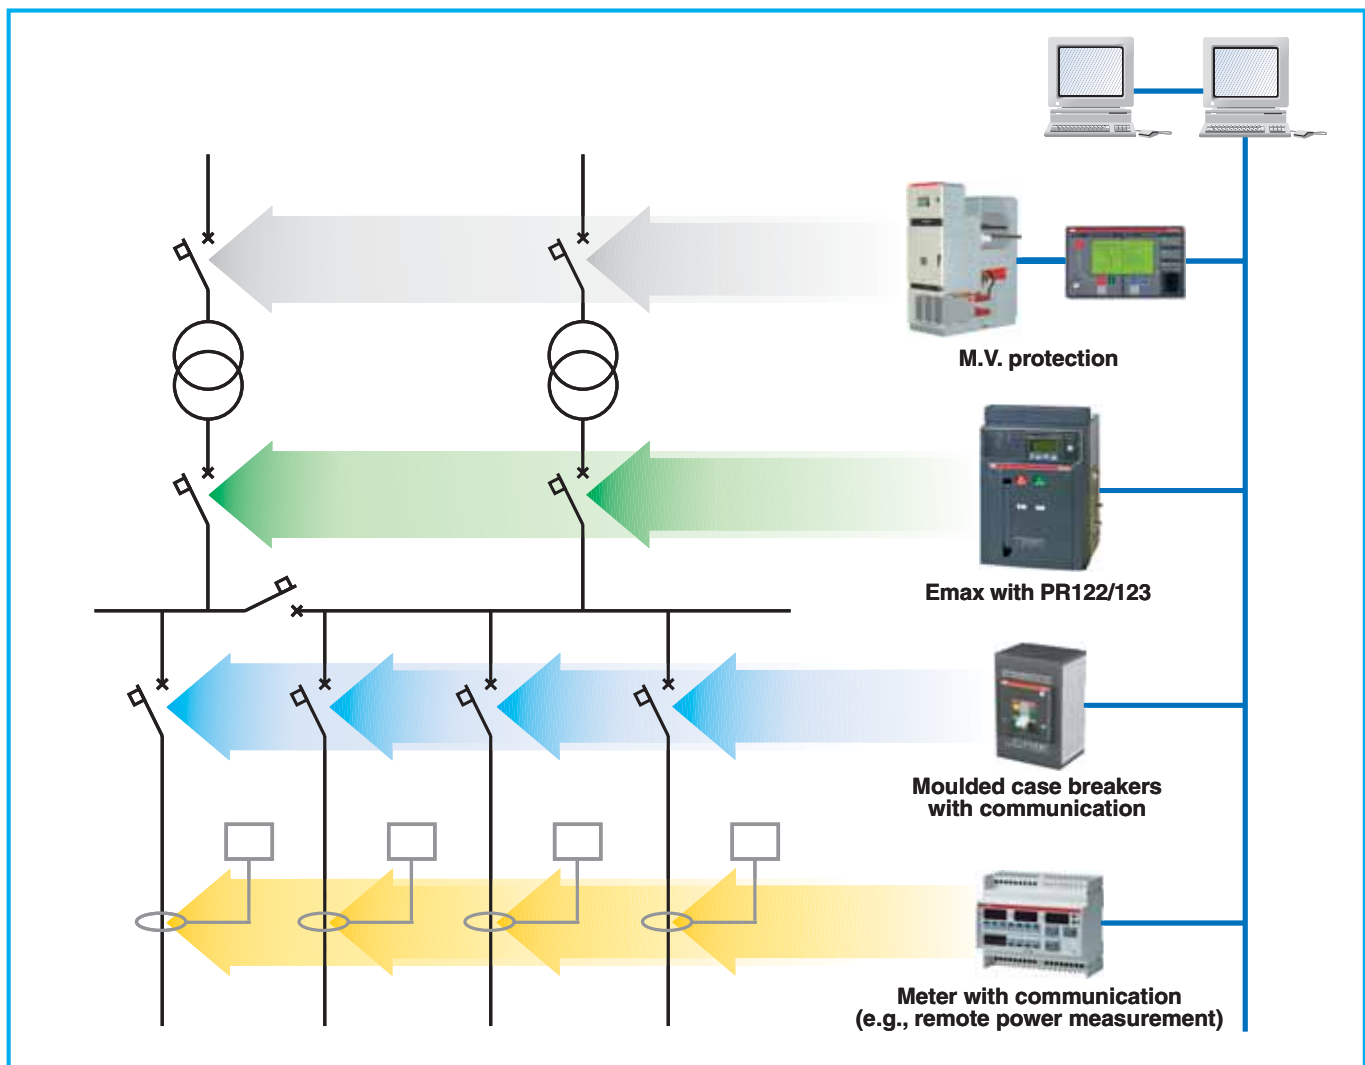 M.V. protection
Emax with PR122/123
Moulded case breakers
with communication
Meter with communication
(e.g., remote power measurement)